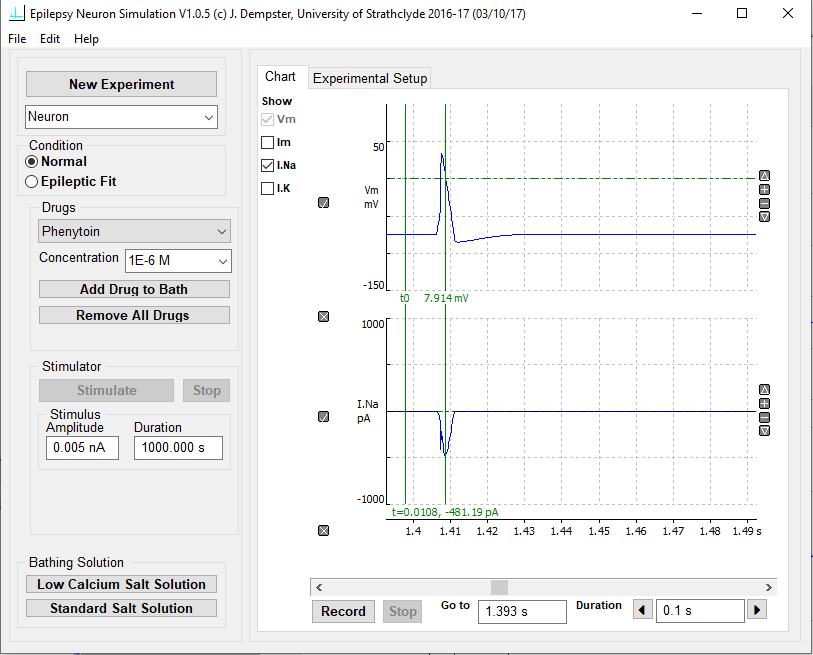 Epilepsy Neuron Simulation V1.0.5 (c) J. Dempster, University of Strathclyde 2016-17 (03/10/17)
File Edit Help
New Experiment
Neuron
Condition
Normal
Epileptic Fit
Drugs
Phenytoin
Concentration 1E-6 M
Add Drug to Bath
Remove All Drugs
Stimulator
Stimulate Stop
Stimulus
Amplitude Duration
0.005 nA 1000.000 s
Bathing Solution
Low Calcium Salt Solution
Standard Salt Solution
Chart Experimental Setup
Show
Vm
Im
I.Na
I.K
50
Vm
mV
-150
t0 7.914 mV
1000
I.Na
pA
-1000
t=0.0108, -481.19 pA
1.4 1.41 1.42 1.43 1.44 1.45 1.46 1.47 1.48 1.49 s
Record Stop Go to 1.393 s Duration 0.1 s